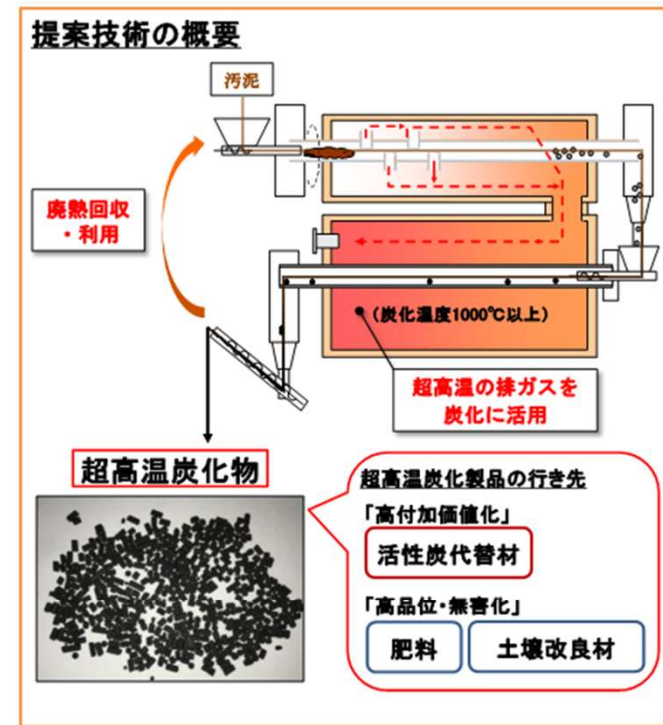 提案技術の概要
汚泥
廃熱回収
・利用
(炭化温度1000℃以上)
超高温の排ガスを
炭化に活用
超高温炭化物
超高温炭化製品の行き先
「高付加価値化」
活性炭代替材
「高品位・無害化」
肥料
土壌改良材